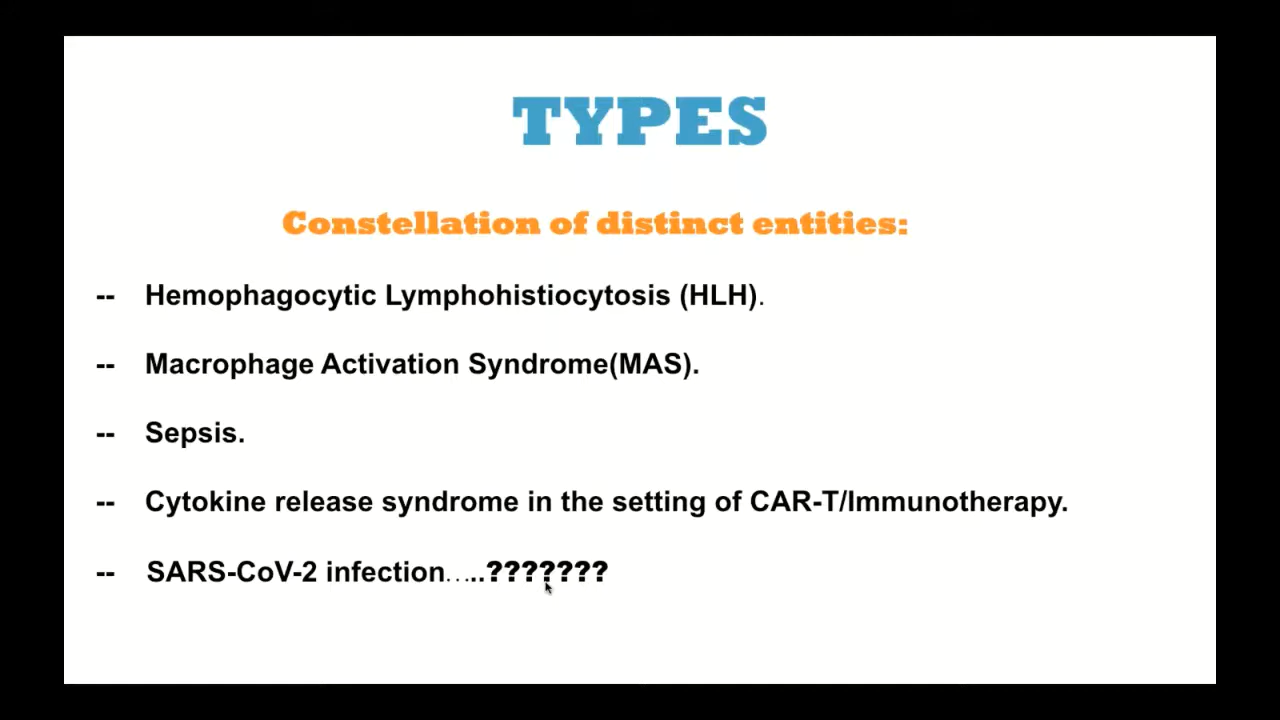 TYPES
Constellation of distinct entities:
-- Hemophagocytic Lymphohistiocytosis (HLH).
-- Macrophage Activation Syndrome(MAS).
-- Sepsis.
-- Cytokine release syndrome in the setting of CAR-T/Immunotherapy.
-- SARS-CoV-2 infection…..???????